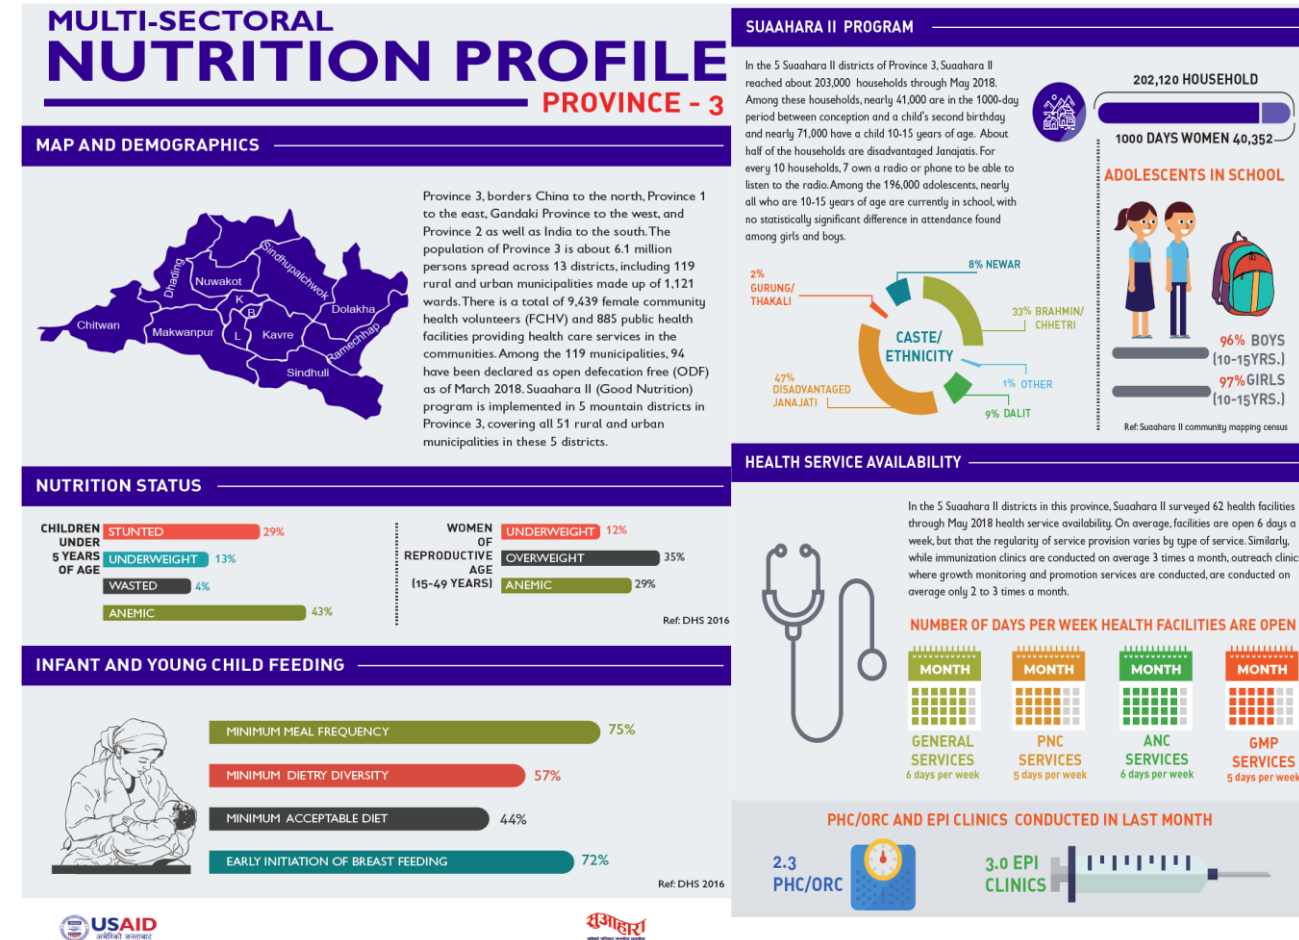 MULTI-SECTORAL
NUTRITION PROFILE
PROVINCE - 3
MAP AND DEMOGRAPHICS
Dhading
Nuwakot
Sindhupalchwok
K
B
L
Dolakha
Chitwan
Makwanpur
Kavre
Ramechhap
Sindhuli
Province 3, borders China to the north, Province 1
to the east, Gandaki Province to the west, and
Province 2 as well as India to the south. The
population of Province 3 is about 6.1 million
persons spread across 13 districts, including 119
rural and urban municipalities made up of 1,121
wards. There is a total of 9,439 female community
health volunteers (FCHV) and 885 public health
facilities providing health care services in the
communities. Among the 119 municipalities, 94
have been declared as open defecation free (ODF)
as of March 2018. Suaahara II (Good Nutrition)
program is implemented in 5 mountain districts in
Province 3, covering all 51 rural and urban
municipalities in these 5 districts.
NUTRITION STATUS
CHILDREN
UNDER
5 YEARS
OF AGE
STUNTED 29%
UNDERWEIGHT 13%
WASTED 4%
ANEMIC 43%
WOMEN
OF
REPRODUCTIVE
AGE
(15-49 YEARS)
UNDERWEIGHT 12%
OVERWEIGHT 35%
ANEMIC 29%
Ref: DHS 2016
INFANT AND YOUNG CHILD FEEDING
MINIMUM MEAL FREQUENCY 75%
MINIMUM DIETRY DIVERSITY 57%
MINIMUM ACCEPTABLE DIET 44%
EARLY INITIATION OF BREAST FEEDING 72%
Ref: DHS 2016
USAID
अमेरिकी जनताबाट
सुआहारा
SUAAHARA II PROGRAM
In the 5 Suaahara II districts of Province 3, Suaahara II
reached about 203,000 households through May 2018.
Among these households, nearly 41,000 are in the 1000-day
period between conception and a child's second birthday
and nearly 71,000 have a child 10-15 years of age. About
half of the households are disadvantaged Janajatis. For
every 10 households, 7 own a radio or phone to be able to
listen to the radio. Among the 196,000 adolescents, nearly
all who are 10-15 years of age are currently in school, with
no statistically significant difference in attendance found
among girls and boys.
202,120 HOUSEHOLD
1000 DAYS WOMEN 40,352
ADOLESCENTS IN SCHOOL
96% BOYS
(10-15YRS.)
97% GIRLS
(10-15YRS.)
Ref: Suaahara II community mapping census
CASTE/
ETHNICITY
2%
GURUNG/
THAKALI
8% NEWAR
33% BRAHMIN/
CHHETRI
1% OTHER
9% DALIT
47%
DISADVANTAGED
JANAJATI
HEALTH SERVICE AVAILABILITY
In the 5 Suaahara II districts in this province, Suaahara II surveyed 62 health facilities
through May 2018 health service availability. On average, facilities are open 6 days a
week, but that the regularity of service provision varies by type of service. Similarly,
while immunization clinics are conducted on average 3 times a month, outreach clinics
where growth monitoring and promotion services are conducted, are conducted on
average only 2 to 3 times a month.
NUMBER OF DAYS PER WEEK HEALTH FACILITIES ARE OPEN
MONTH
GENERAL
SERVICES
6 days per week
MONTH
PNC
SERVICES
5 days per week
MONTH
ANC
SERVICES
6 days per week
MONTH
GMP
SERVICES
5 days per week
PHC/ORC AND EPI CLINICS CONDUCTED IN LAST MONTH
2.3
PHC/ORC
3.0 EPI
CLINICS